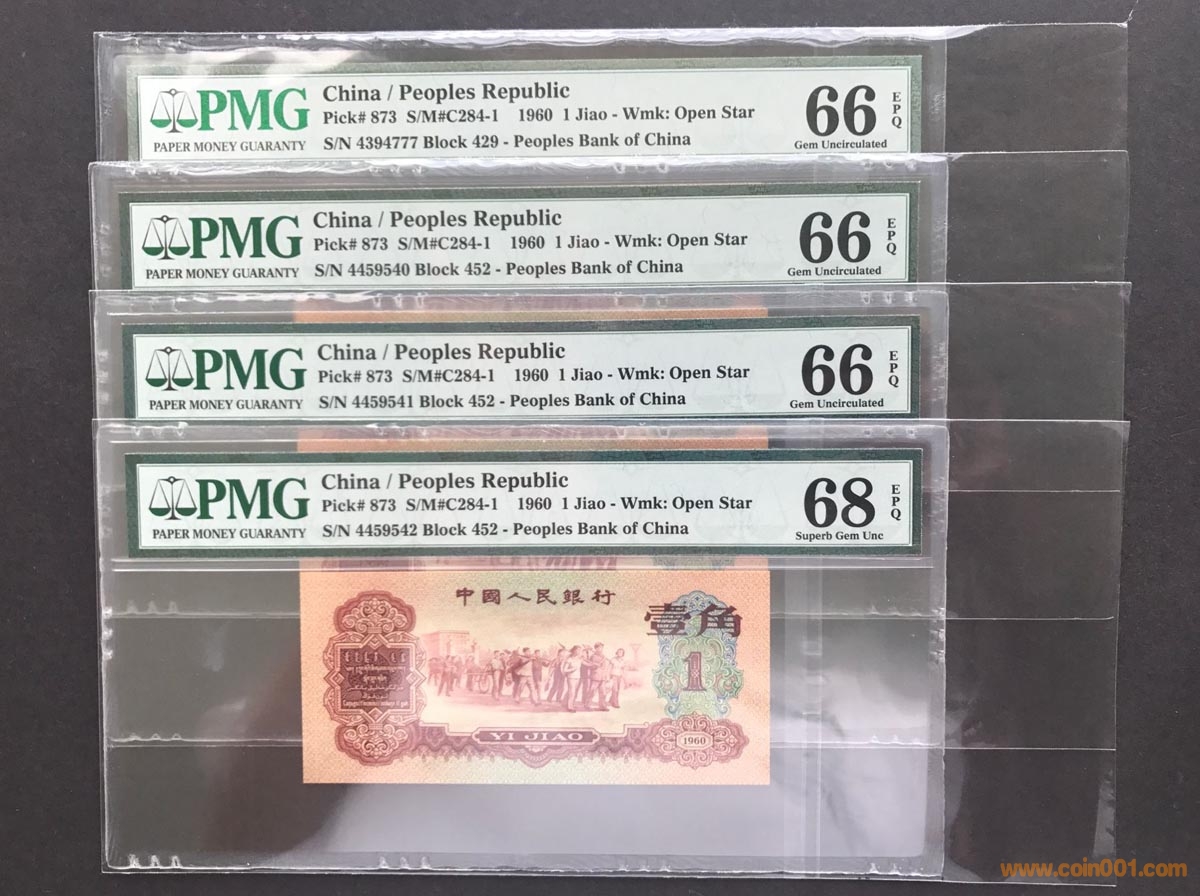 PMG
PAPER MONEY GUARANTY
China / Peoples Republic
Pick# 873 S/M#C284-1 1960 1 Jiao - Wmk: Open Star
S/N 4394777 Block 429 - Peoples Bank of China
66
EPQ
Gem Uncirculated
PMG
PAPER MONEY GUARANTY
China / Peoples Republic
Pick# 873 S/M#C284-1 1960 1 Jiao - Wmk: Open Star
S/N 4459540 Block 452 - Peoples Bank of China
66
EPQ
Gem Uncirculated
PMG
PAPER MONEY GUARANTY
China / Peoples Republic
Pick# 873 S/M#C284-1 1960 1 Jiao - Wmk: Open Star
S/N 4459541 Block 452 - Peoples Bank of China
66
EPQ
Gem Uncirculated
PMG
PAPER MONEY GUARANTY
China / Peoples Republic
Pick# 873 S/M#C284-1 1960 1 Jiao - Wmk: Open Star
S/N 4459542 Block 452 - Peoples Bank of China
68
EPQ
Superb Gem Unc
中國人民銀行
壹角
1
YI JIAO
1960
www.coin001.com